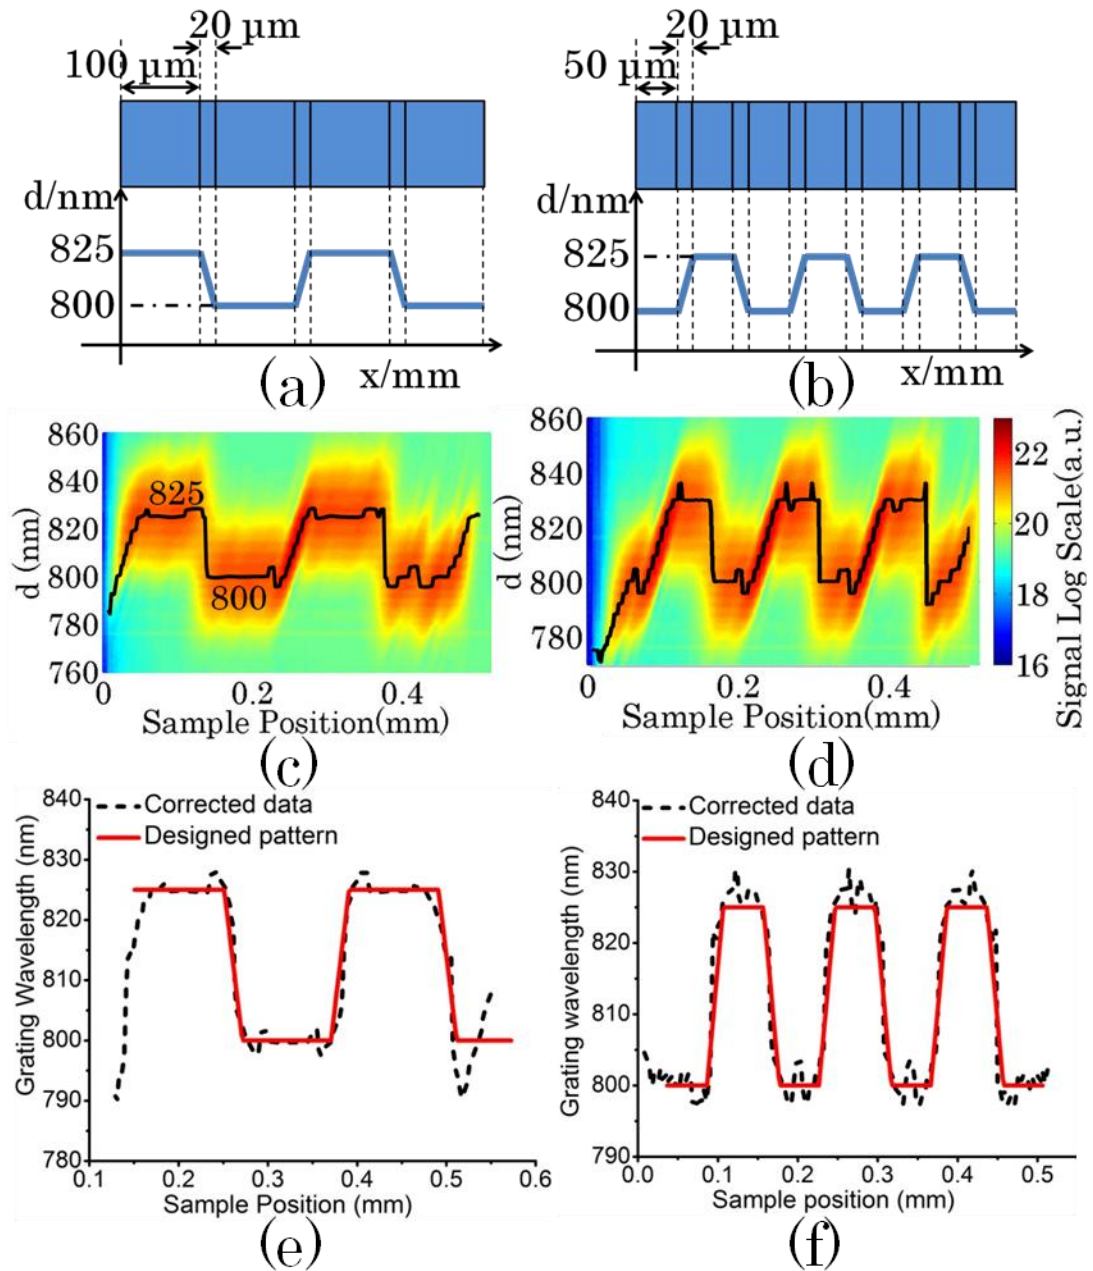 20 µm
100 µm
d/nm
825
800
x/mm
(a)
20 µm
50 µm
d/nm
825
800
x/mm
(b)
860
840
820
800
780
760
d (nm)
825
800
0 0.2 0.4
Sample Position(mm)
(c)
860
840
820
800
780
d (nm)
0 0.2 0.4
Sample Position(mm)
22
20
18
16
Signal Log Scale(a.u.)
(d)
840
830
820
810
800
790
780
Grating Wavelength (nm)
Corrected data
Designed pattern
0.1 0.2 0.3 0.4 0.5 0.6
Sample Position (mm)
(e)
840
830
820
810
800
790
Grating wavelength (nm)
Corrected data
Designed pattern
0.0 0.1 0.2 0.3 0.4 0.5
Sample position (mm)
(f)